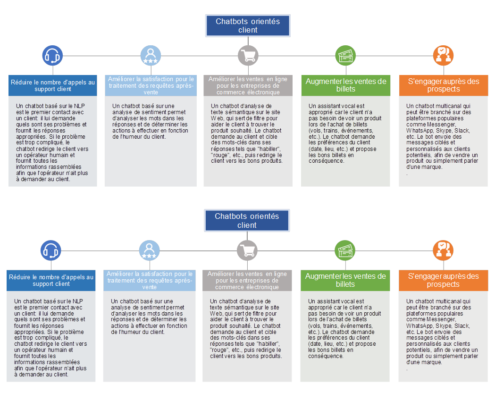 Chatbots orientés
client
Réduire le nombre d'appels au
support client
Améliorer la satisfaction pour le
traitement des requêtes après-
vente
Améliorer les ventes en ligne
pour les entreprises de
commerce électronique
Augmenter les ventes de
billets
S'engager auprès des
prospects
Un chatbot basé sur le NLP
est le premier contact avec
un client: il lui demande
quels sont ses problèmes et
fournit les réponses
appropriées. Si le problème
est trop compliqué, le
chatbot redirige le client vers
un opérateur humain et
fournit toutes les
informations rassemblées
afin que l'opérateur n'ait plus
à demander au client.
Un chatbot basé sur une
analyse de sentiment permet
d'analyser les mots dans les
réponses et de déterminer les
actions à effectuer en fonction
de l'humeur du client.
Un chatbot d'analyse de
texte sémantique sur le site
Web, qui sert de filtre pour
aider le client à trouver le
produit souhaité. Le chatbot
demande au client et cible
des mots-clés dans ses
réponses tels que "habiller",
"rouge", etc., puis redirige le
client vers les bons produits.
Un assistant vocal est
approprié car le client n'a
pas besoin de voir un produit
lors de l'achat de billets
(vols, trains, événements,
etc.). Le chatbot demande
les préférences du client
(date, lieu, etc.) et propose
les bons billets en
conséquence.
Un chatbot multicanal qui
peut être branché sur des
plateformes populaires
comme Messenger,
WhatsApp, Skype, Slack,
etc. Le bot envoie des
messages ciblés et
personnalisés aux clients
potentiels, afin de vendre un
produit ou simplement parler
d'une marque.
Chatbots orientés
client
Réduire le nombre d'appels au
support client
Améliorer la satisfaction pour le
traitement des requêtes après-
vente
Améliorer les ventes en ligne
pour les entreprises de
commerce électronique
Augmenter les ventes de
billets
S'engager auprès des
prospects
Un chatbot basé sur le NLP
est le premier contact avec
un client: il lui demande
quels sont ses problèmes et
fournit les réponses
appropriées. Si le problème
est trop compliqué, le
chatbot redirige le client vers
un opérateur humain et
fournit toutes les
informations rassemblées
afin que l'opérateur n'ait plus
à demander au client.
Un chatbot basé sur une
analyse de sentiment permet
d'analyser les mots dans les
réponses et de déterminer les
actions à effectuer en fonction
de l'humeur du client.
Un chatbot d'analyse de
texte sémantique sur le site
Web, qui sert de filtre pour
aider le client à trouver le
produit souhaité. Le chatbot
demande au client et cible
des mots-clés dans ses
réponses tels que "habiller",
"rouge", etc., puis redirige le
client vers les bons produits.
Un assistant vocal est
approprié car le client n'a
pas besoin de voir un produit
lors de l'achat de billets
(vols, trains, événements,
etc.). Le chatbot demande
les préférences du client
(date, lieu, etc.) et propose
les bons billets en
conséquence.
Un chatbot multicanal qui
peut être branché sur des
plateformes populaires
comme Messenger,
WhatsApp, Skype, Slack,
etc. Le bot envoie des
messages ciblés et
personnalisés aux clients
potentiels, afin de vendre un
produit ou simplement parler
d'une marque.